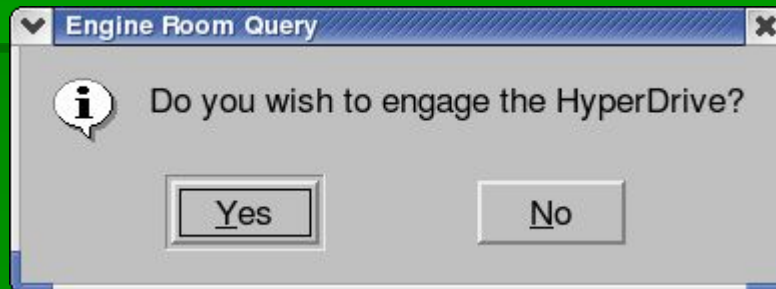 Engine Room Query
Do you wish to engage the HyperDrive?
Yes No